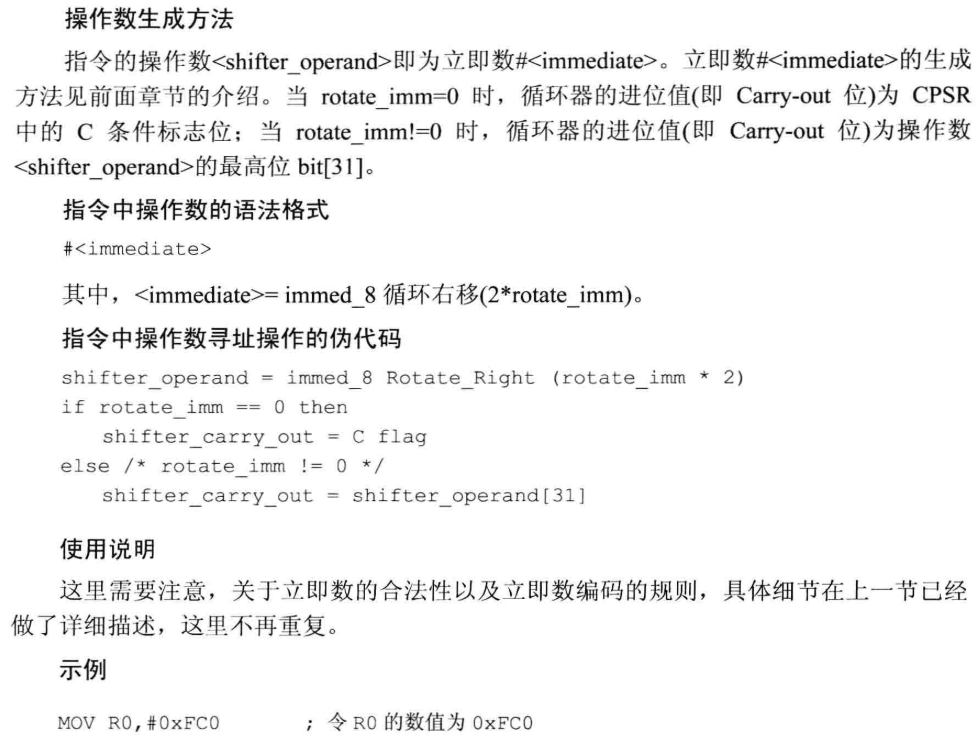 操作数生成方法
指令的操作数<shifter_operand>即为立即数#<immediate>。立即数#<immediate>的生成
方法见前面章节的介绍。当 rotate_imm=0 时，循环器的进位值(即 Carry-out 位)为 CPSR
中的 C 条件标志位；当 rotate_imm!=0 时，循环器的进位值(即 Carry-out 位)为操作数
<shifter_operand>的最高位 bit[31]。
指令中操作数的语法格式
#<immediate>
其中，<immediate>= immed_8 循环右移(2*rotate_imm)。
指令中操作数寻址操作的伪代码
shifter_operand = immed_8 Rotate_Right (rotate_imm * 2)
if rotate_imm == 0 then
shifter_carry_out = C flag
else /* rotate_imm != 0 */
shifter_carry_out = shifter_operand[31]
使用说明
这里需要注意，关于立即数的合法性以及立即数编码的规则，具体细节在上一节已经
做了详细描述，这里不再重复。
示例
MOV R0,#0xFC0 ; 令 R0 的数值为 0xFC0